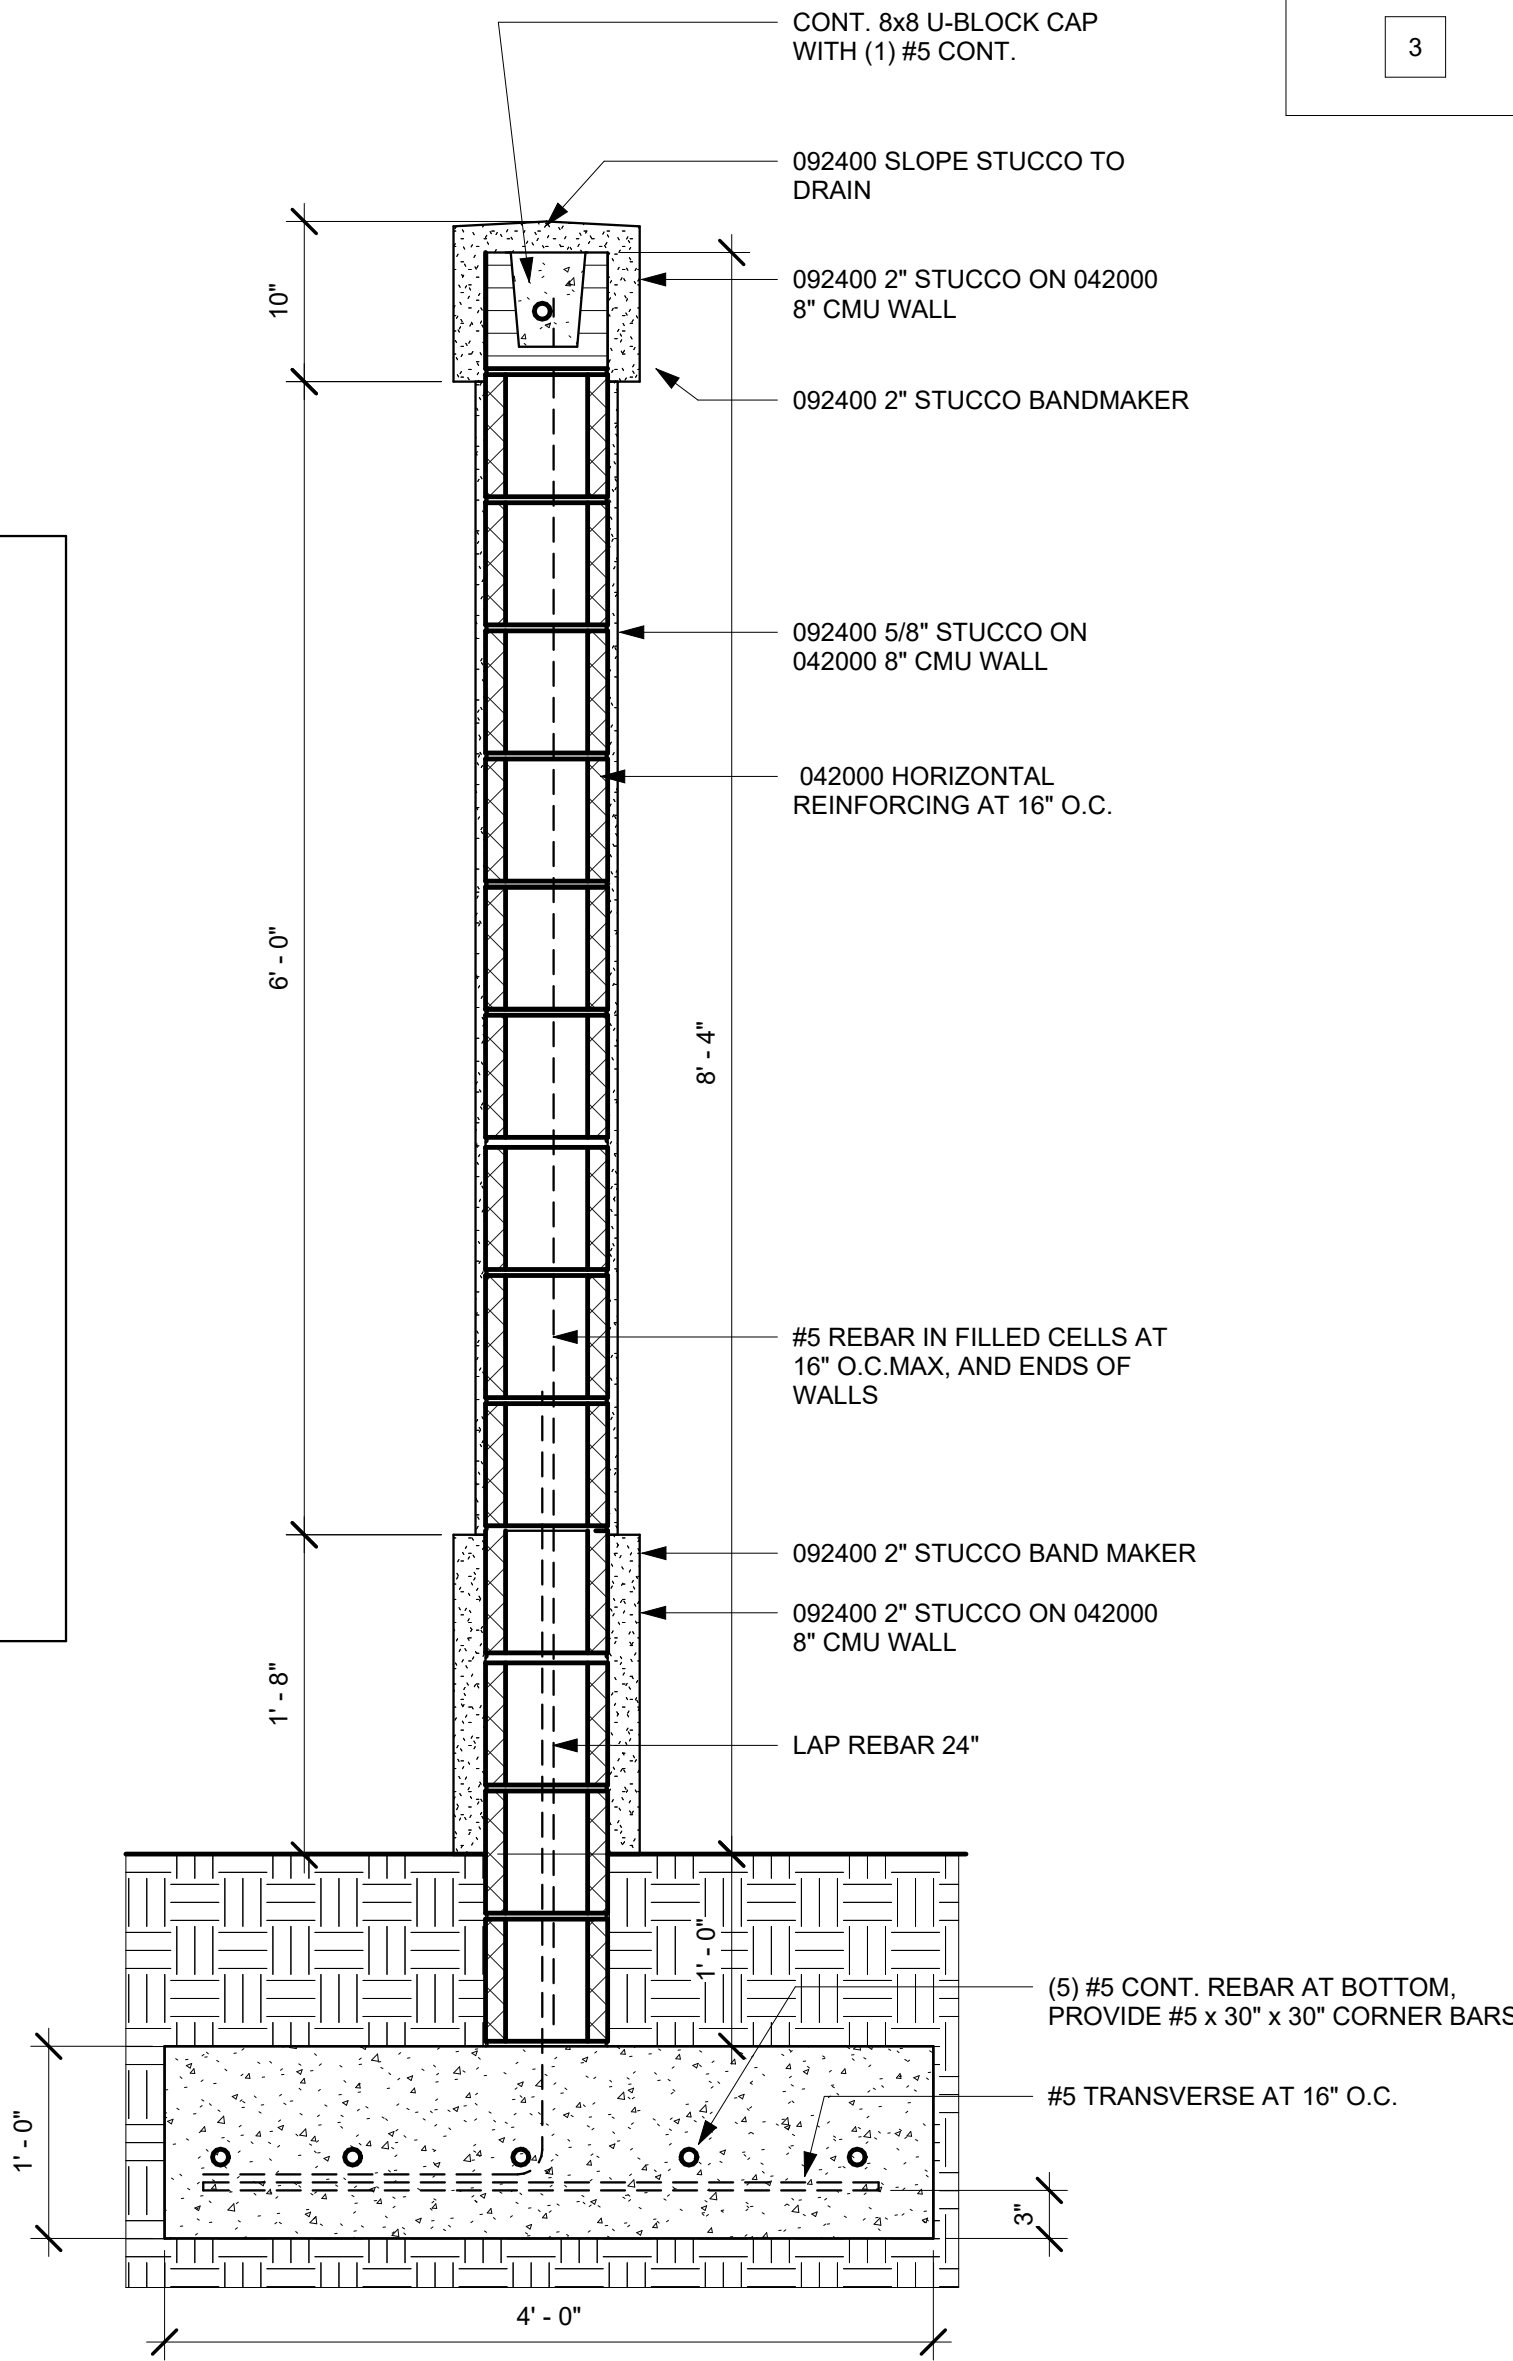 CONT. 8x8 U-BLOCK CAP
WITH (1) #5 CONT.
3
092400 SLOPE STUCCO TO
DRAIN
10"
092400 2" STUCCO ON 042000
8" CMU WALL
092400 2" STUCCO BANDMAKER
092400 5/8" STUCCO ON
042000 8" CMU WALL
042000 HORIZONTAL
REINFORCING AT 16" O.C.
6' - 0"
8' - 4"
#5 REBAR IN FILLED CELLS AT
16" O.C.MAX, AND ENDS OF
WALLS
092400 2" STUCCO BAND MAKER
092400 2" STUCCO ON 042000
8" CMU WALL
1' - 8"
LAP REBAR 24"
1' - 0"
(5) #5 CONT. REBAR AT BOTTOM,
PROVIDE #5 x 30" x 30" CORNER BARS
#5 TRANSVERSE AT 16" O.C.
1' - 0"
3"
4' - 0"